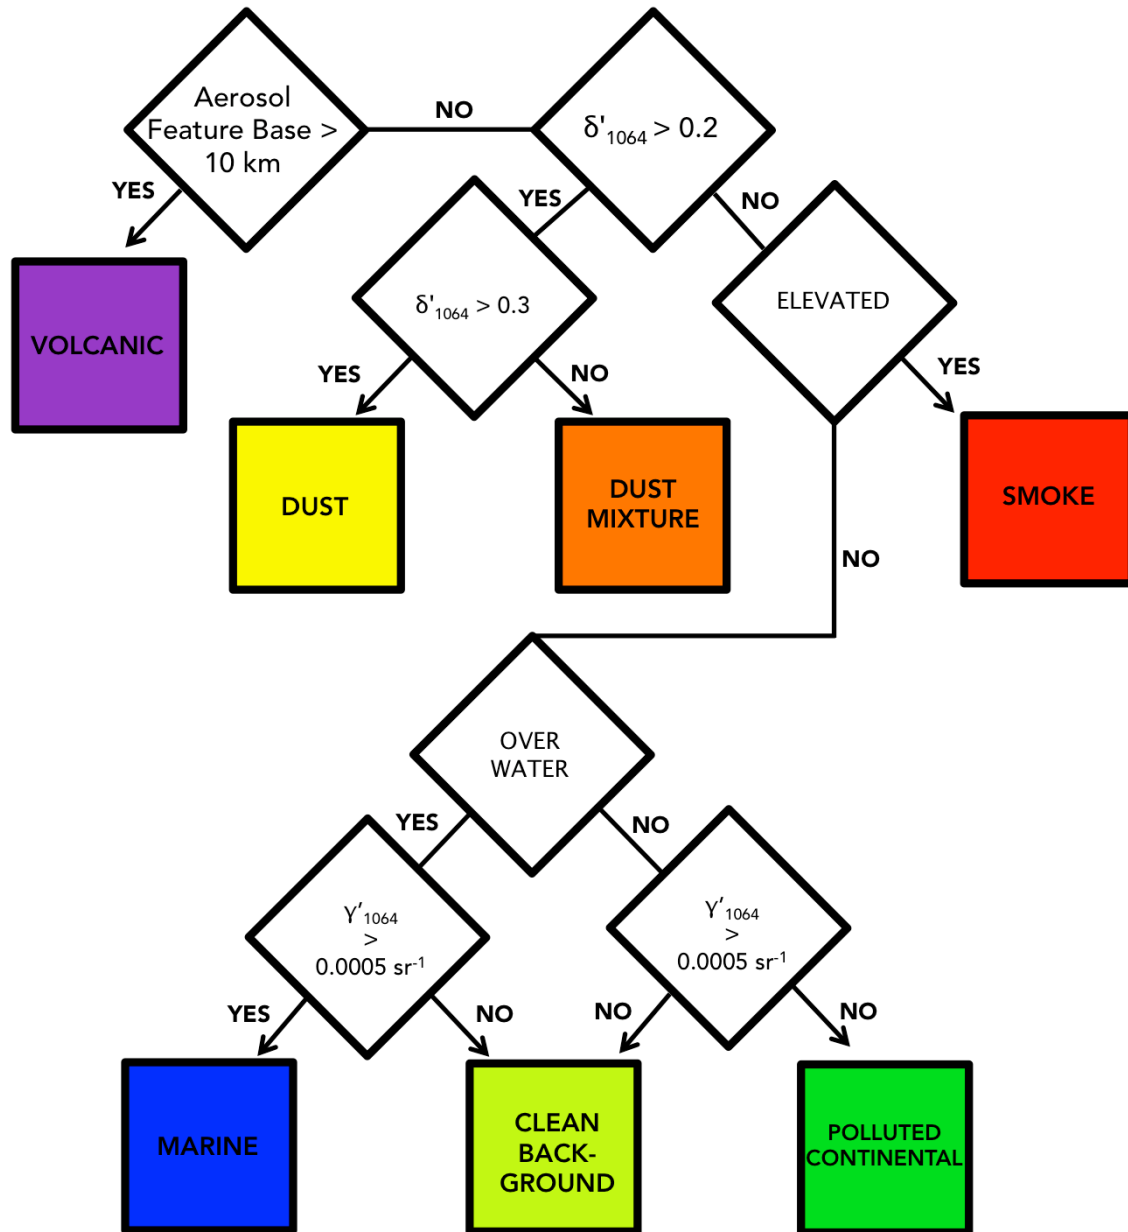 Aerosol
Feature Base >
10 km
NO
δ'1064 > 0.2
YES
YES
NO
VOLCANIC
δ'1064 > 0.3
ELEVATED
YES
NO
YES
DUST
DUST
MIXTURE
SMOKE
NO
OVER
WATER
YES
NO
γ'1064
>
0.0005 sr-1
γ'1064
>
0.0005 sr-1
YES
NO
NO
NO
MARINE
CLEAN
BACK-
GROUND
POLLUTED
CONTINENTAL